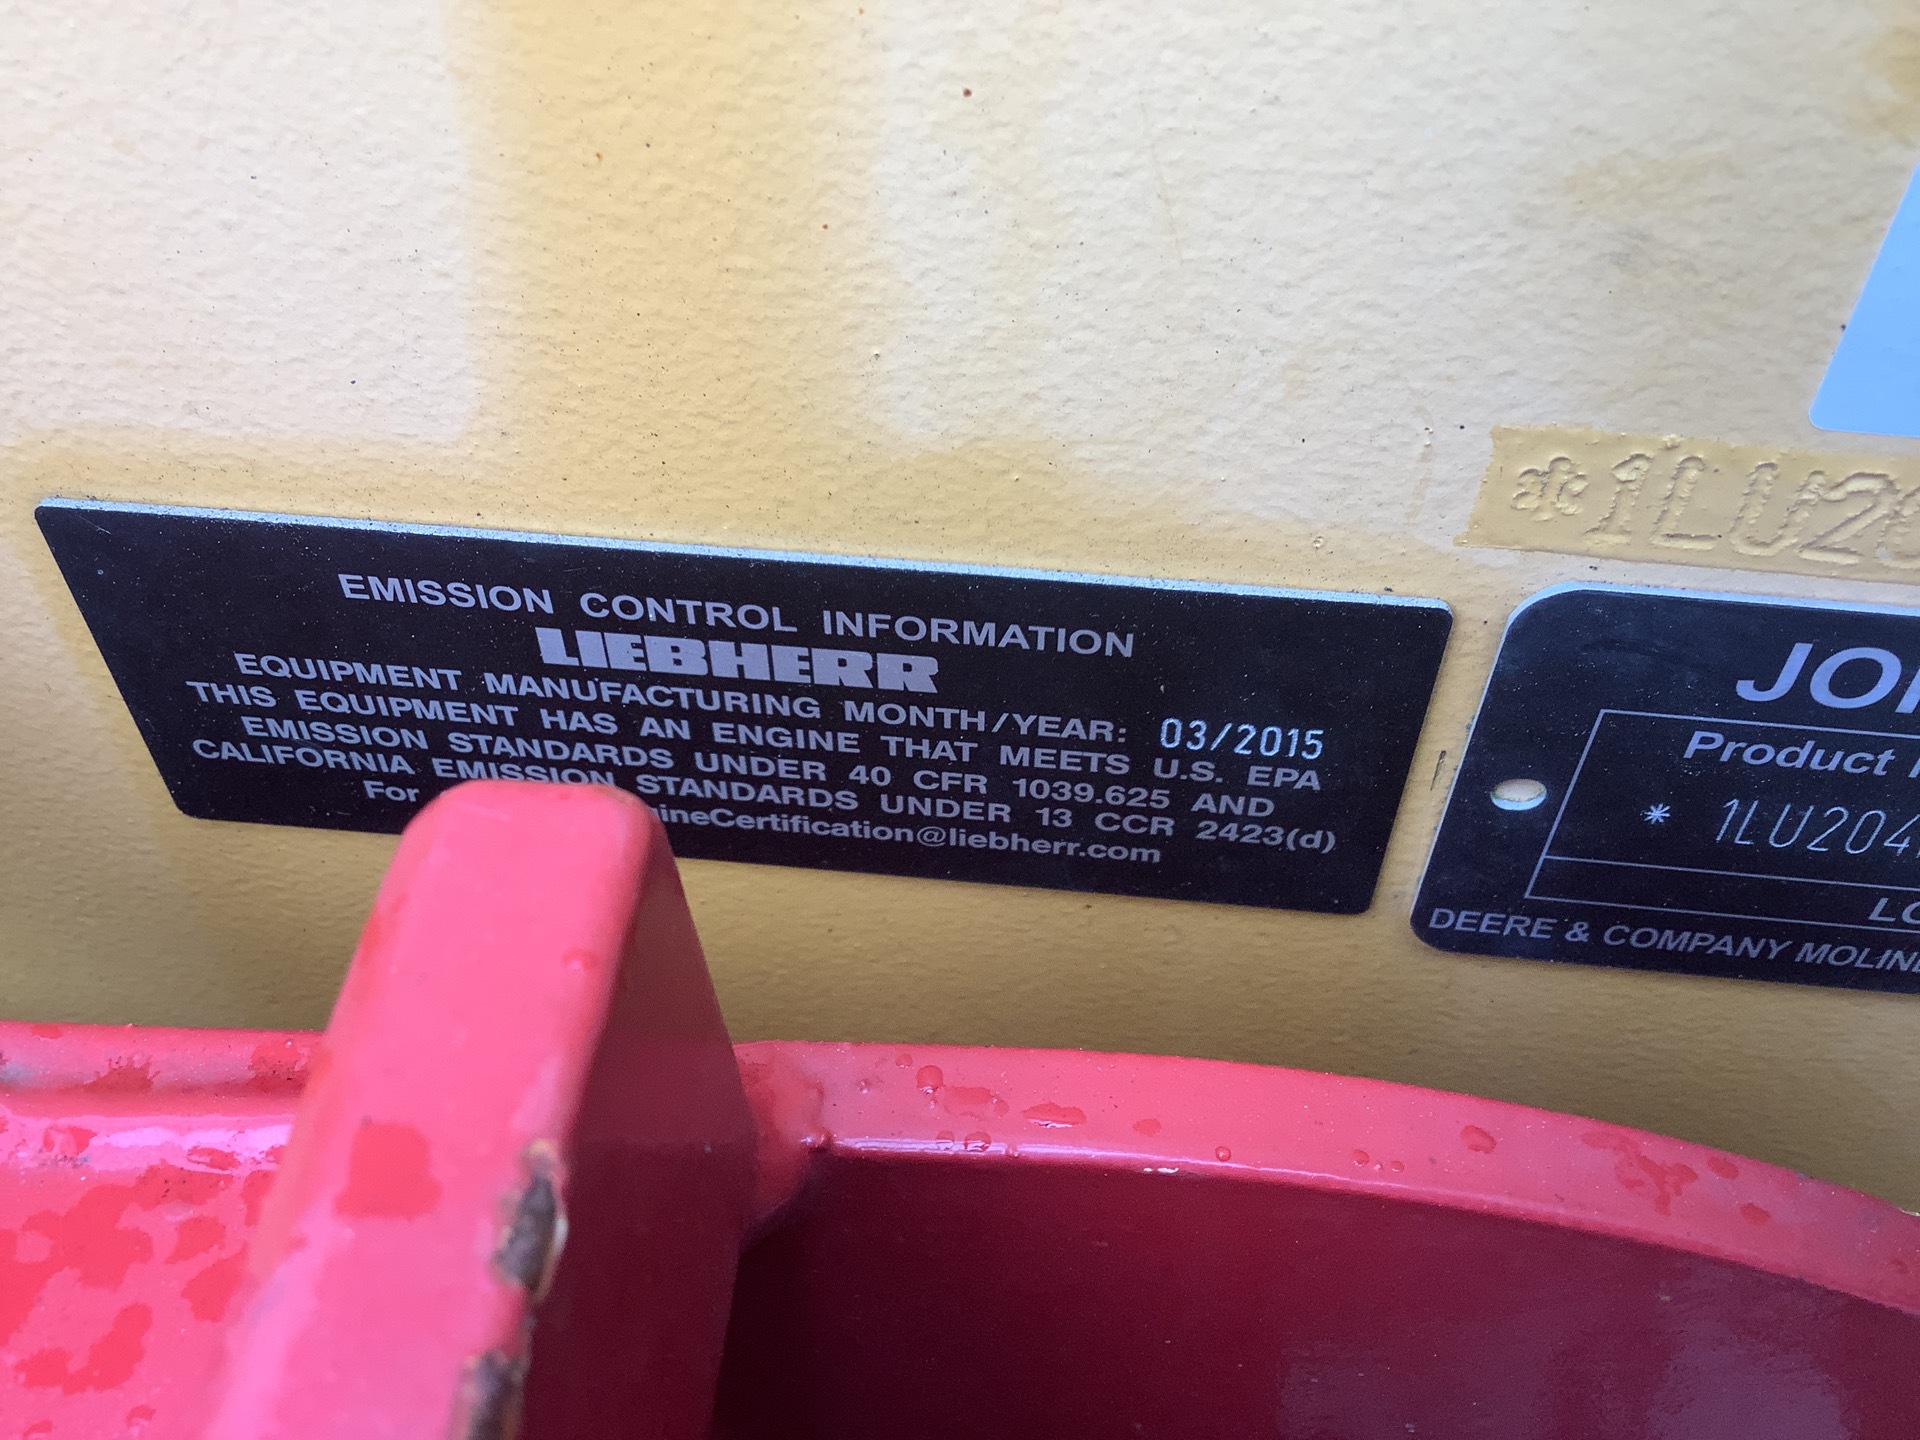 EMISSION CONTROL INFORMATION
LIEBHERR
EQUIPMENT MANUFACTURING MONTH/YEAR: 03/2015
THIS EQUIPMENT HAS AN ENGINE THAT MEETS U.S. EPA
EMISSION STANDARDS UNDER 40 CFR 1039.625 AND
CALIFORNIA EMISSION STANDARDS UNDER 13 CCR 2423(d)
For ineCertification@liebherr.com
*1LU20
JO
Product
* 1LU204
LO
DEERE & COMPANY MOLINE